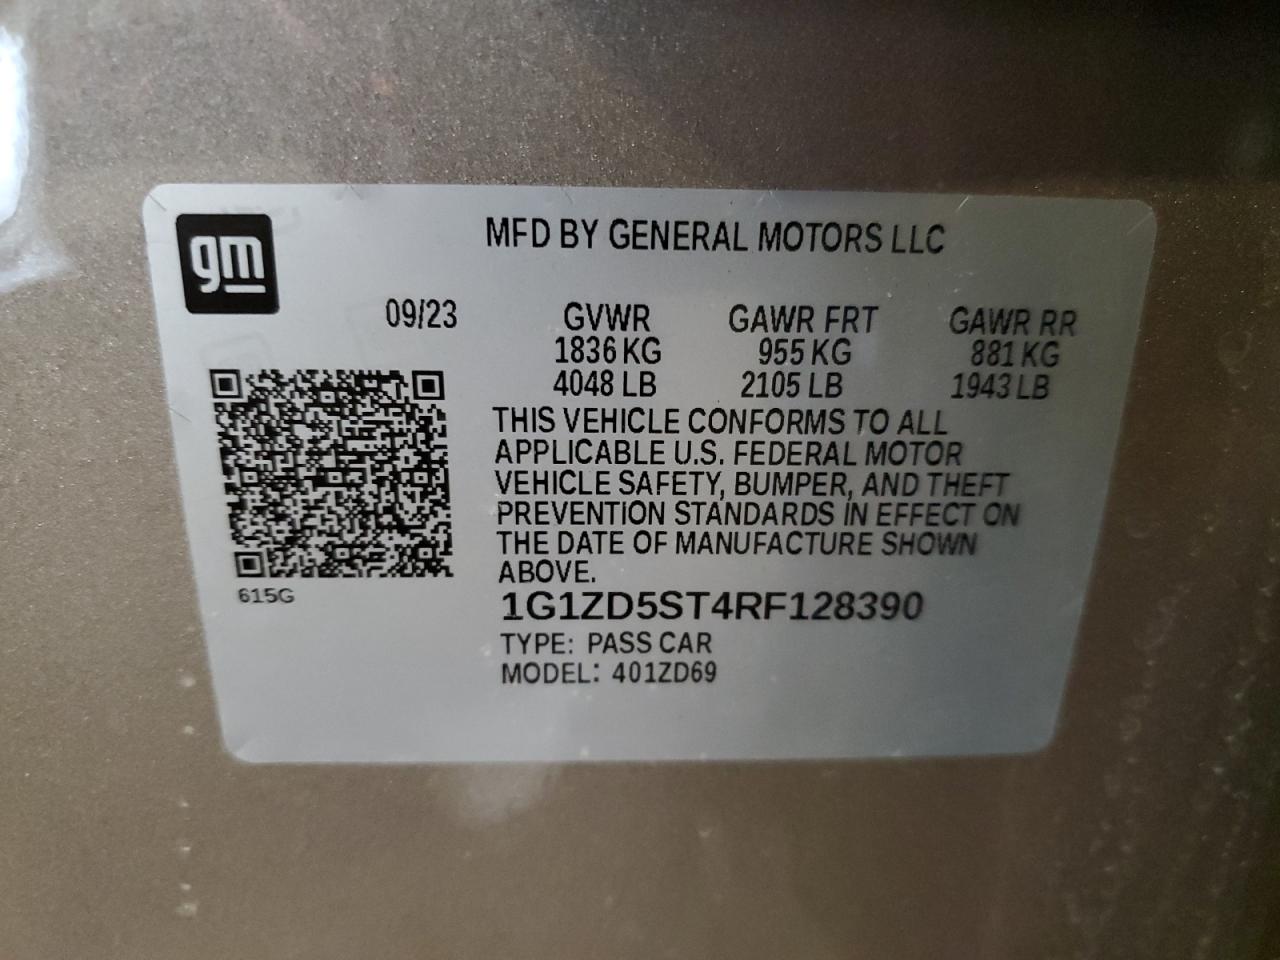 gm
MFD BY GENERAL MOTORS LLC
09/23 GVWR GAWR FRT GAWR RR
1836 KG 955 KG 881 KG
4048 LB 2105 LB 1943 LB
THIS VEHICLE CONFORMS TO ALL
APPLICABLE U.S. FEDERAL MOTOR
VEHICLE SAFETY, BUMPER, AND THEFT
PREVENTION STANDARDS IN EFFECT ON
THE DATE OF MANUFACTURE SHOWN
ABOVE.
615G
1G1ZD5ST4RF128390
TYPE: PASS CAR
MODEL: 401ZD69